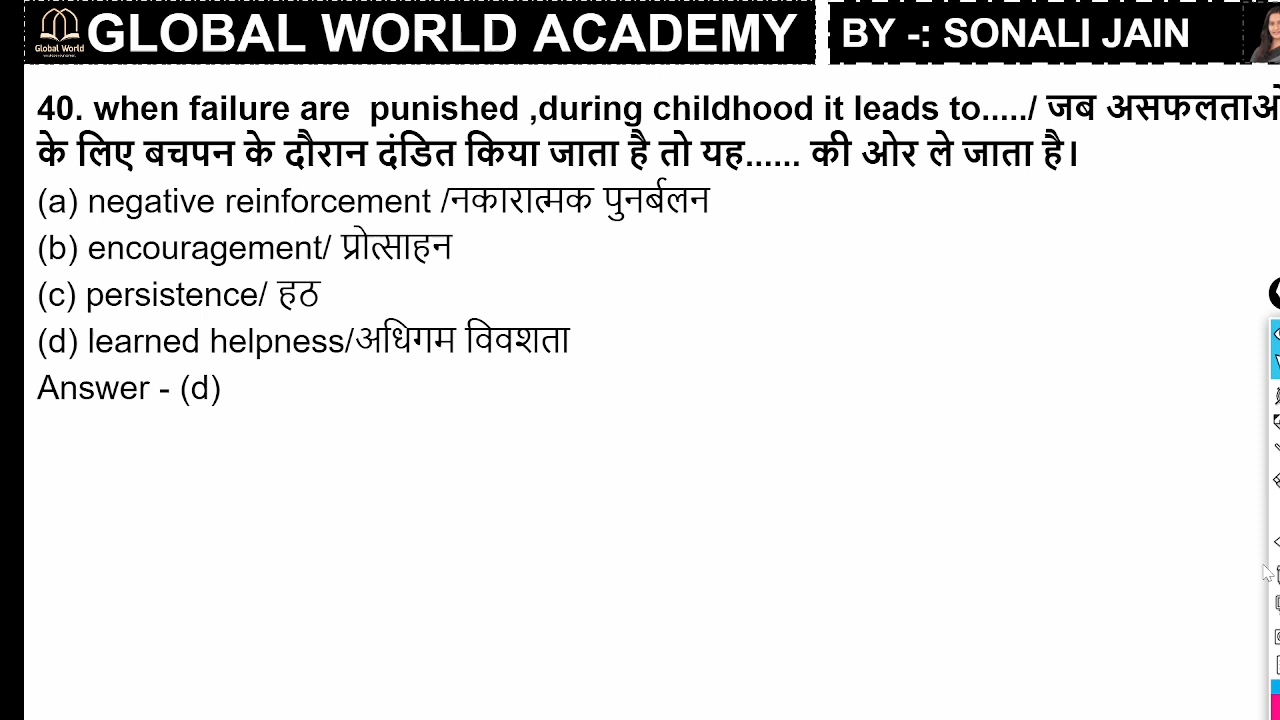 GLOBAL WORLD ACADEMY
BY -: SONALI JAIN
Global World
40. when failure are  punished ,during childhood it leads to...../ जब असफलताओ
के लिए बचपन के दौरान दंडित किया जाता है तो यह...... की ओर ले जाता है।
(a) negative reinforcement /नकारात्मक पुनर्बलन
(b) encouragement/ प्रोत्साहन
(c) persistence/ हठ
(d) learned helpness/अधिगम विवशता
Answer - (d)